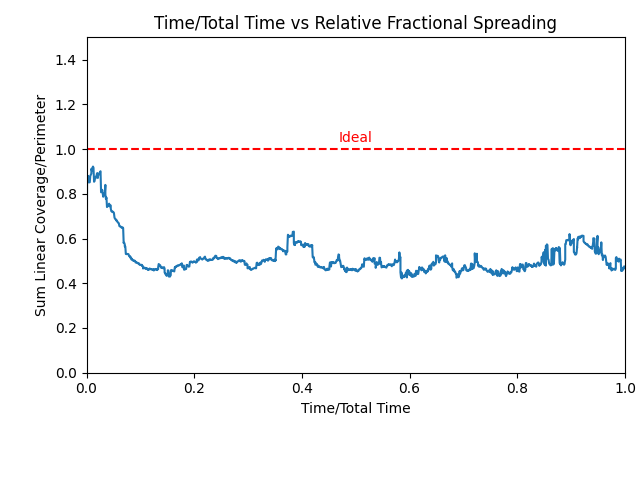 Time/Total Time vs Relative Fractional Spreading
Sum Linear Coverage/Perimeter
1.4
1.2
1.0
0.8
0.6
0.4
0.2
0.0
Ideal
0.0 0.2 0.4 0.6 0.8 1.0
Time/Total Time